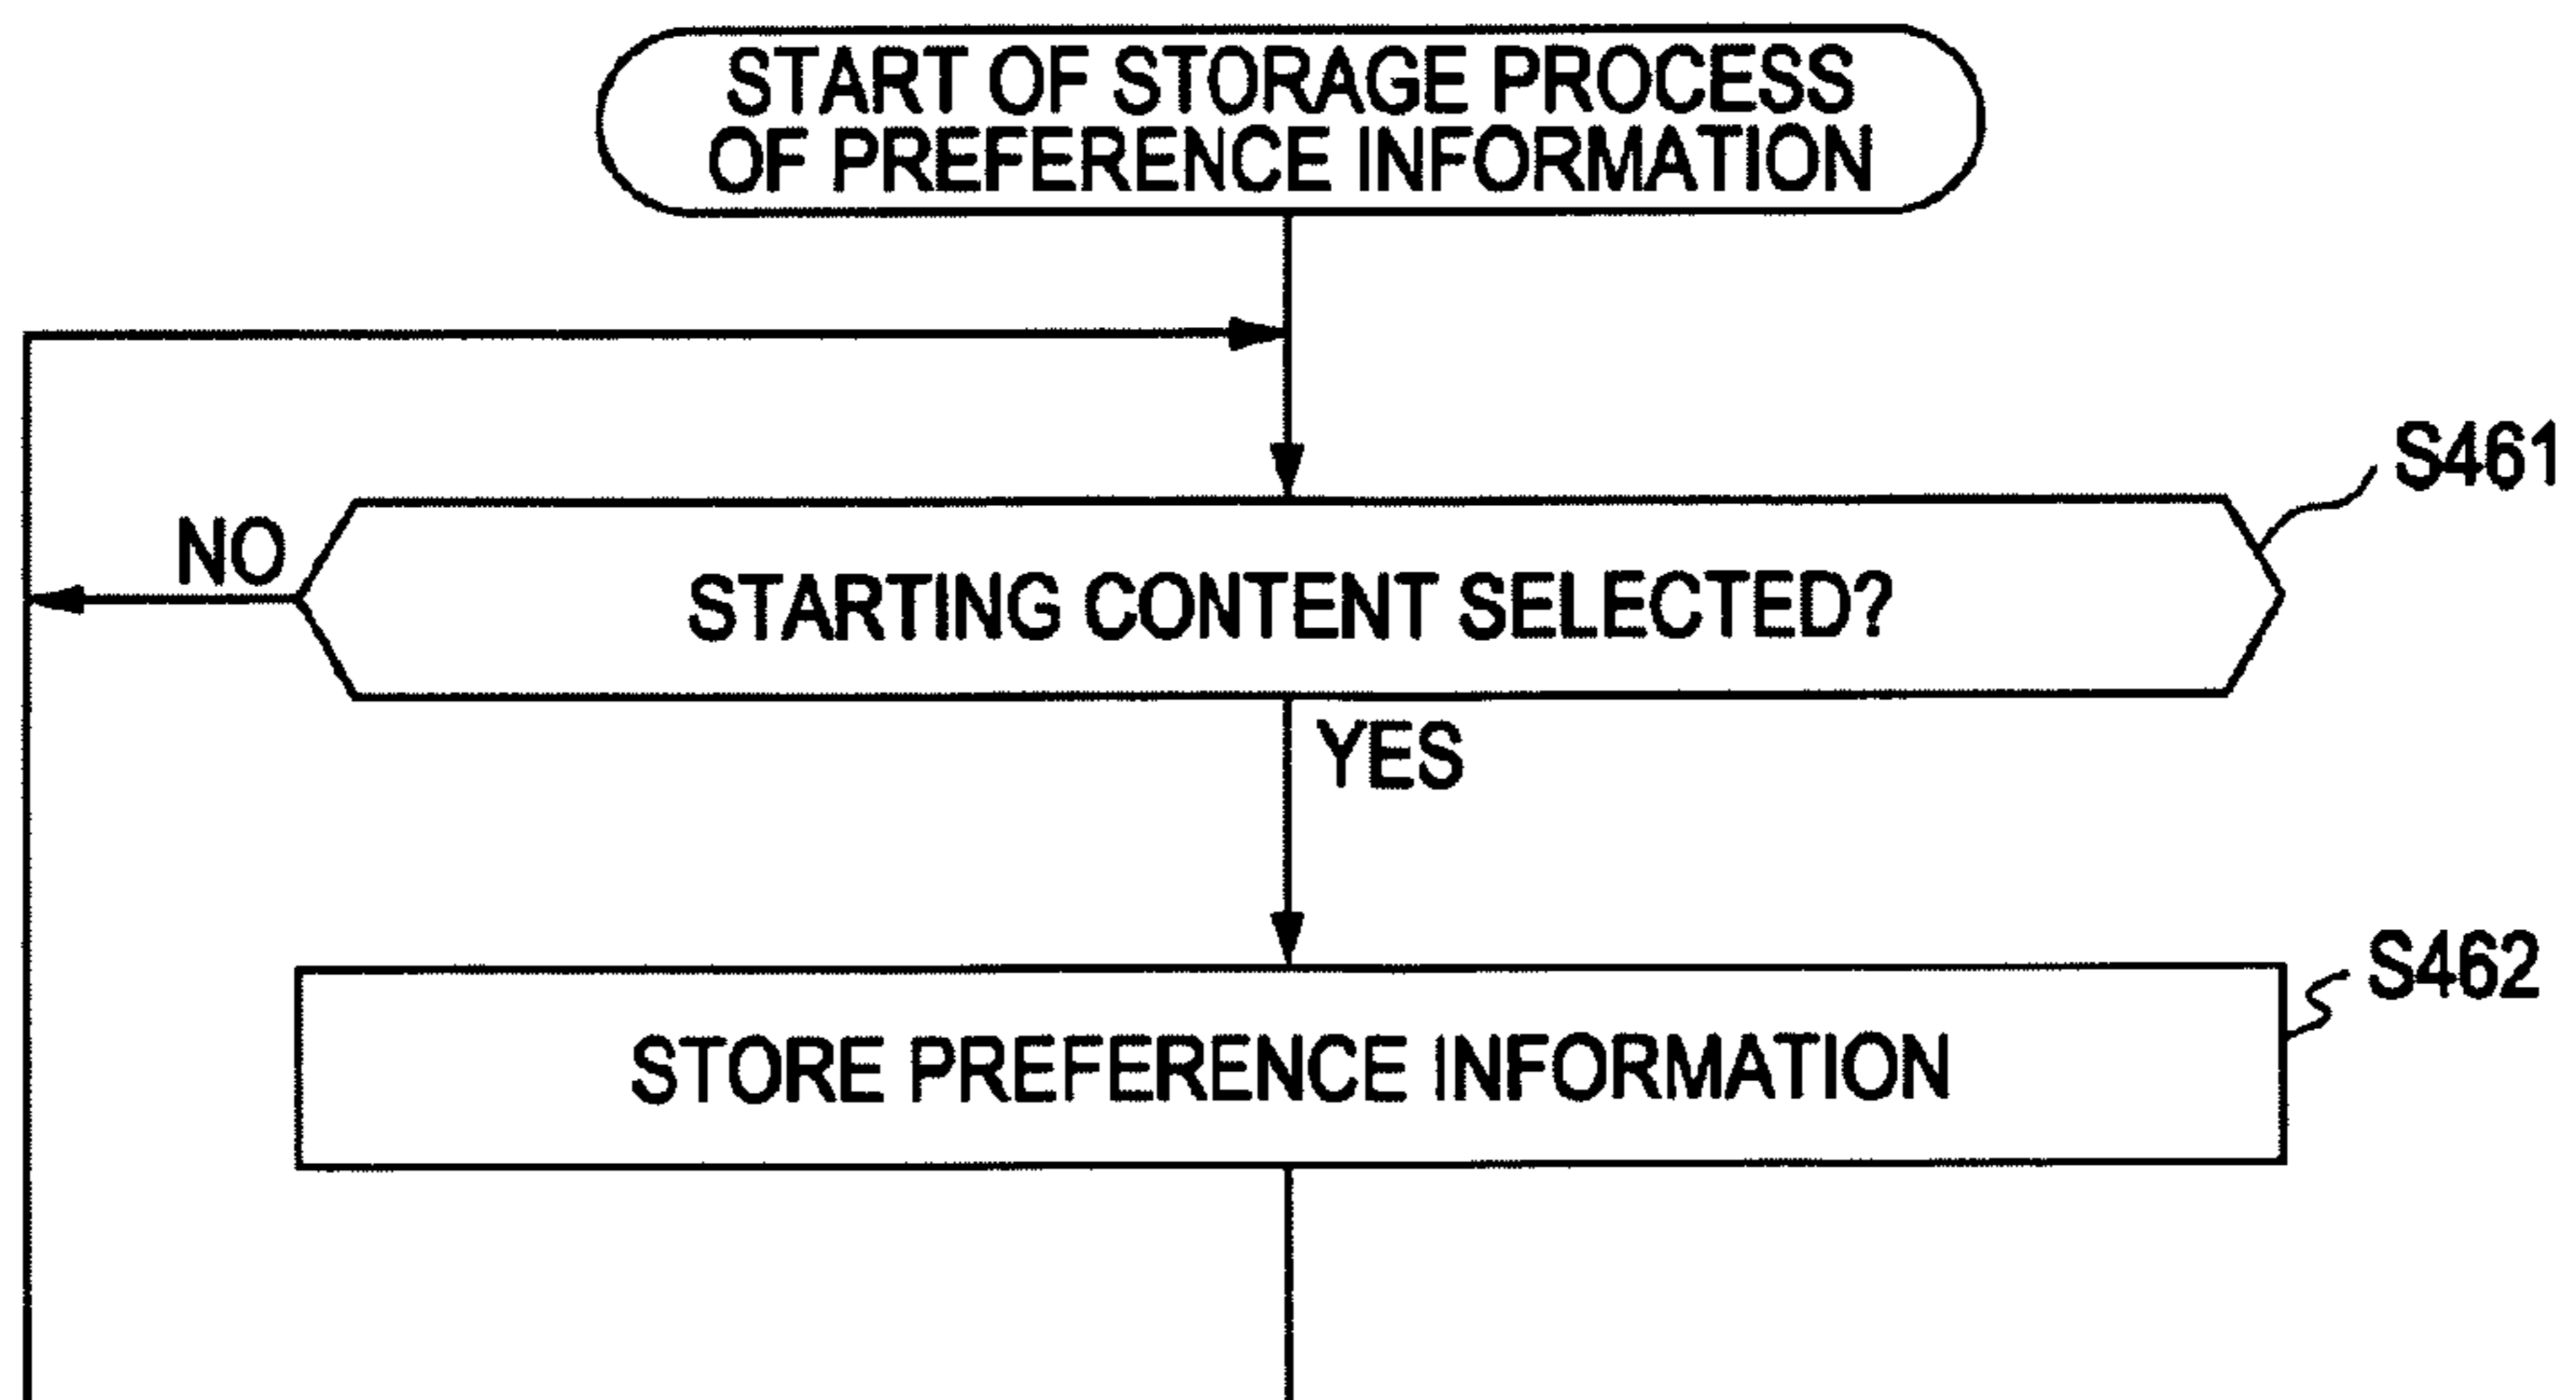 START OF STORAGE PROCESS
OF PREFERENCE INFORMATION
S461
NO
STARTING CONTENT SELECTED?
YES
S462
STORE PREFERENCE INFORMATION